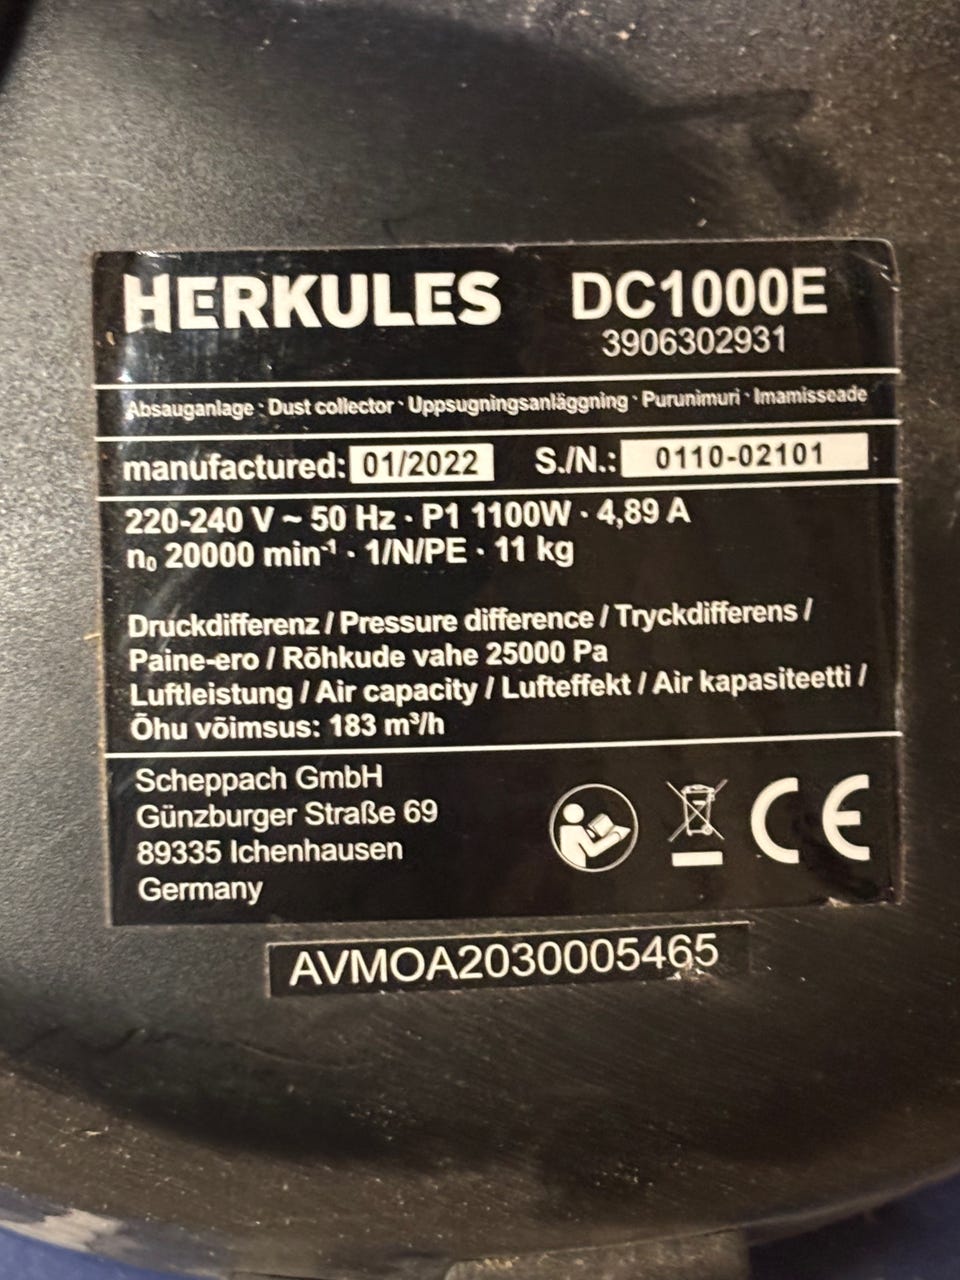 HERKULES DC1000E
3906302931
Absauganlage · Dust collector · Uppsugningsanläggning · Purunimuri · Imamisseade
manufactured: 01/2022 S./N.: 0110-02101
220-240 V ~ 50 Hz · P1 1100W · 4,89 A
n₀ 20000 min⁻¹ · 1/N/PE · 11 kg
Druckdifferenz / Pressure difference / Tryckdifferens /
Paine-ero / Rõhkude vahe 25000 Pa
Luftleistung / Air capacity / Lufteffekt / Air kapasiteetti /
Õhu võimsus: 183 m³/h
Scheppach GmbH
Günzburger Straße 69
89335 Ichenhausen
Germany
CE
AVMOA2030005465